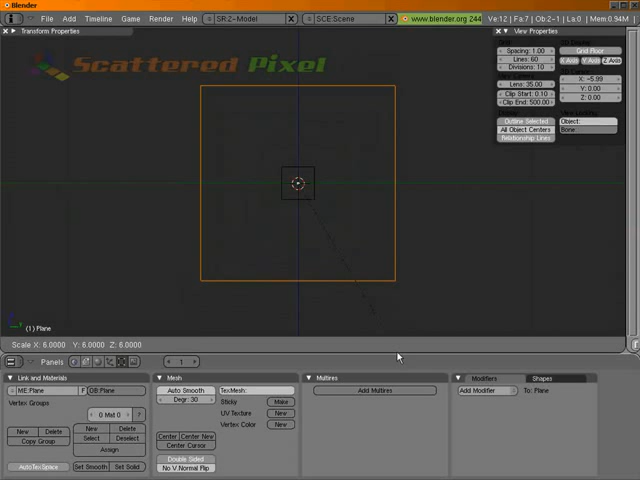 Blender
File Add Timeline Game Render Help SR:2-Model SCE:Scene www.blender.org 244 Ve:12 | Fa:7 | Ob:2-1 | La:0 | Mem:0.94M
Transform Properties
View Properties
Scattered Pixel
Spacing: 1.00
Grid Floor
Lines: 60
Divisions: 10
X Axis Y Axis Z Axis
Lens: 35.00
X: -5.99
Clip Start: 0.10
Y: 0.00
Clip End: 500.00
Z: 0.00
Outline Selected
Object:
All Object Centers
Bone:
Relationship Lines
(1) Plane
Scale X: 6.0000 Y: 6.0000 Z: 6.0000
Panels 1
Link and Materials
Mesh
Multires
Modifiers Shapes
ME:Plane F OB:Plane
Auto Smooth
TexMesh:
Add Multires
Add Modifier
To: Plane
Vertex Groups
Degr: 30
Sticky Make
0 Mat 0 ?
UV Texture New
New Delete
New Delete
Vertex Color New
Copy Group
Select Deselect
Center Center New
Assign
Center Cursor
Double Sided
AutoTexSpace
Set Smooth Set Solid
No V.Normal Flip